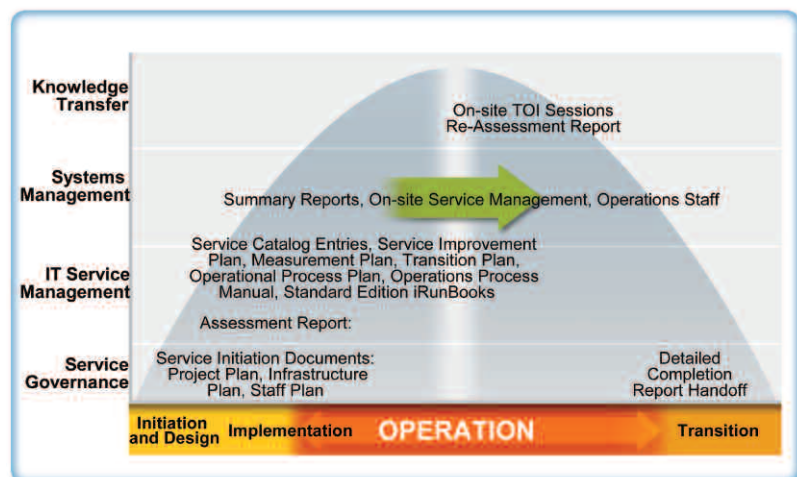 Knowledge
Transfer
On-site TOI Sessions
Re-Assessment Report
Systems
Management
Summary Reports, On-site Service Management, Operations Staff
IT Service
Management
Service Catalog Entries, Service Improvement
Plan, Measurement Plan, Transition Plan,
Operational Process Plan, Operations Process
Manual, Standard Edition iRunBooks
Assessment Report:
Service
Governance
Service Initiation Documents:
Project Plan, Infrastructure
Plan, Staff Plan
Detailed
Completion
Report Handoff
Initiation
and Design
Implementation
OPERATION
Transition